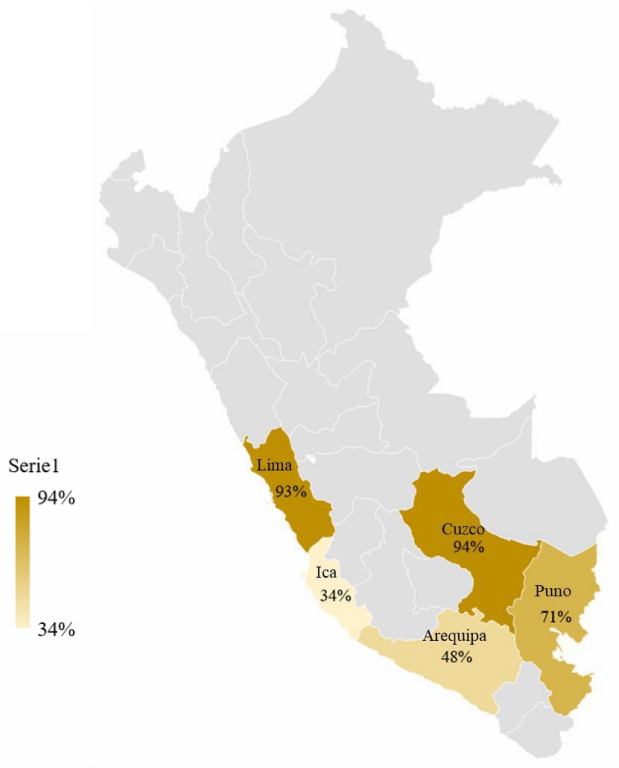 Lima
93%
Serie1
94%
34%
Cuzco
94%
Ica
34%
Puno
71%
Arequipa
48%